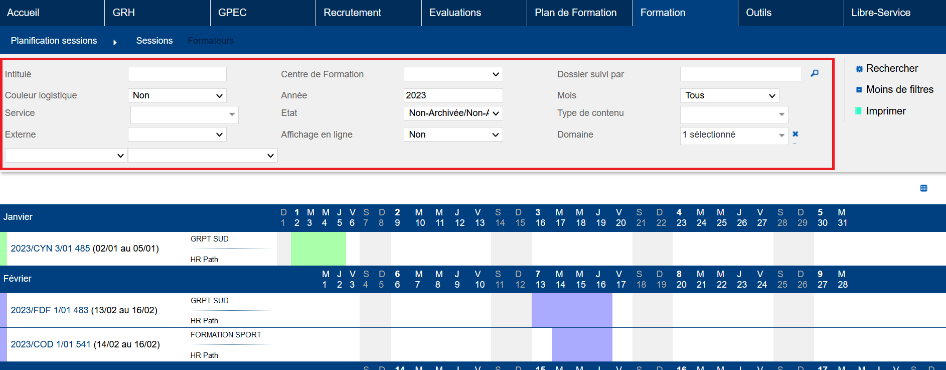 Accueil GRH GPEC Recrutement Evaluations Plan de Formation Formation Outils Libre-Service
Planification sessions Sessions Formateurs
Intitulé Centre de Formation Dossier suivi par
Couleur logistique Non Année 2023 Mois Tous
Service Etat Non-Archivée/Non-A Type de contenu
Externe Affichage en ligne Non Domaine 1 sélectionné
Rechercher
Moins de filtres
Imprimer
Janvier D 1 M M J V S D 2 M M J V S D 3 M M J V S D 4 M M J V S D 5 M
1 2 3 4 5 6 7 8 9 10 11 12 13 14 15 16 17 18 19 20 21 22 23 24 25 26 27 28 29 30 31
2023/CYN 3/01 485 (02/01 au 05/01) GRPT SUD
HR Path
Février M J V S D 6 M M J V S D 7 M M J V S D 8 M M J V S D 9 M
1 2 3 4 5 6 7 8 9 10 11 12 13 14 15 16 17 18 19 20 21 22 23 24 25 26 27 28
2023/FDF 1/01 483 (13/02 au 16/02) GRPT SUD
HR Path
2023/COD 1/01 541 (14/02 au 16/02) FORMATION SPORT
HR Path